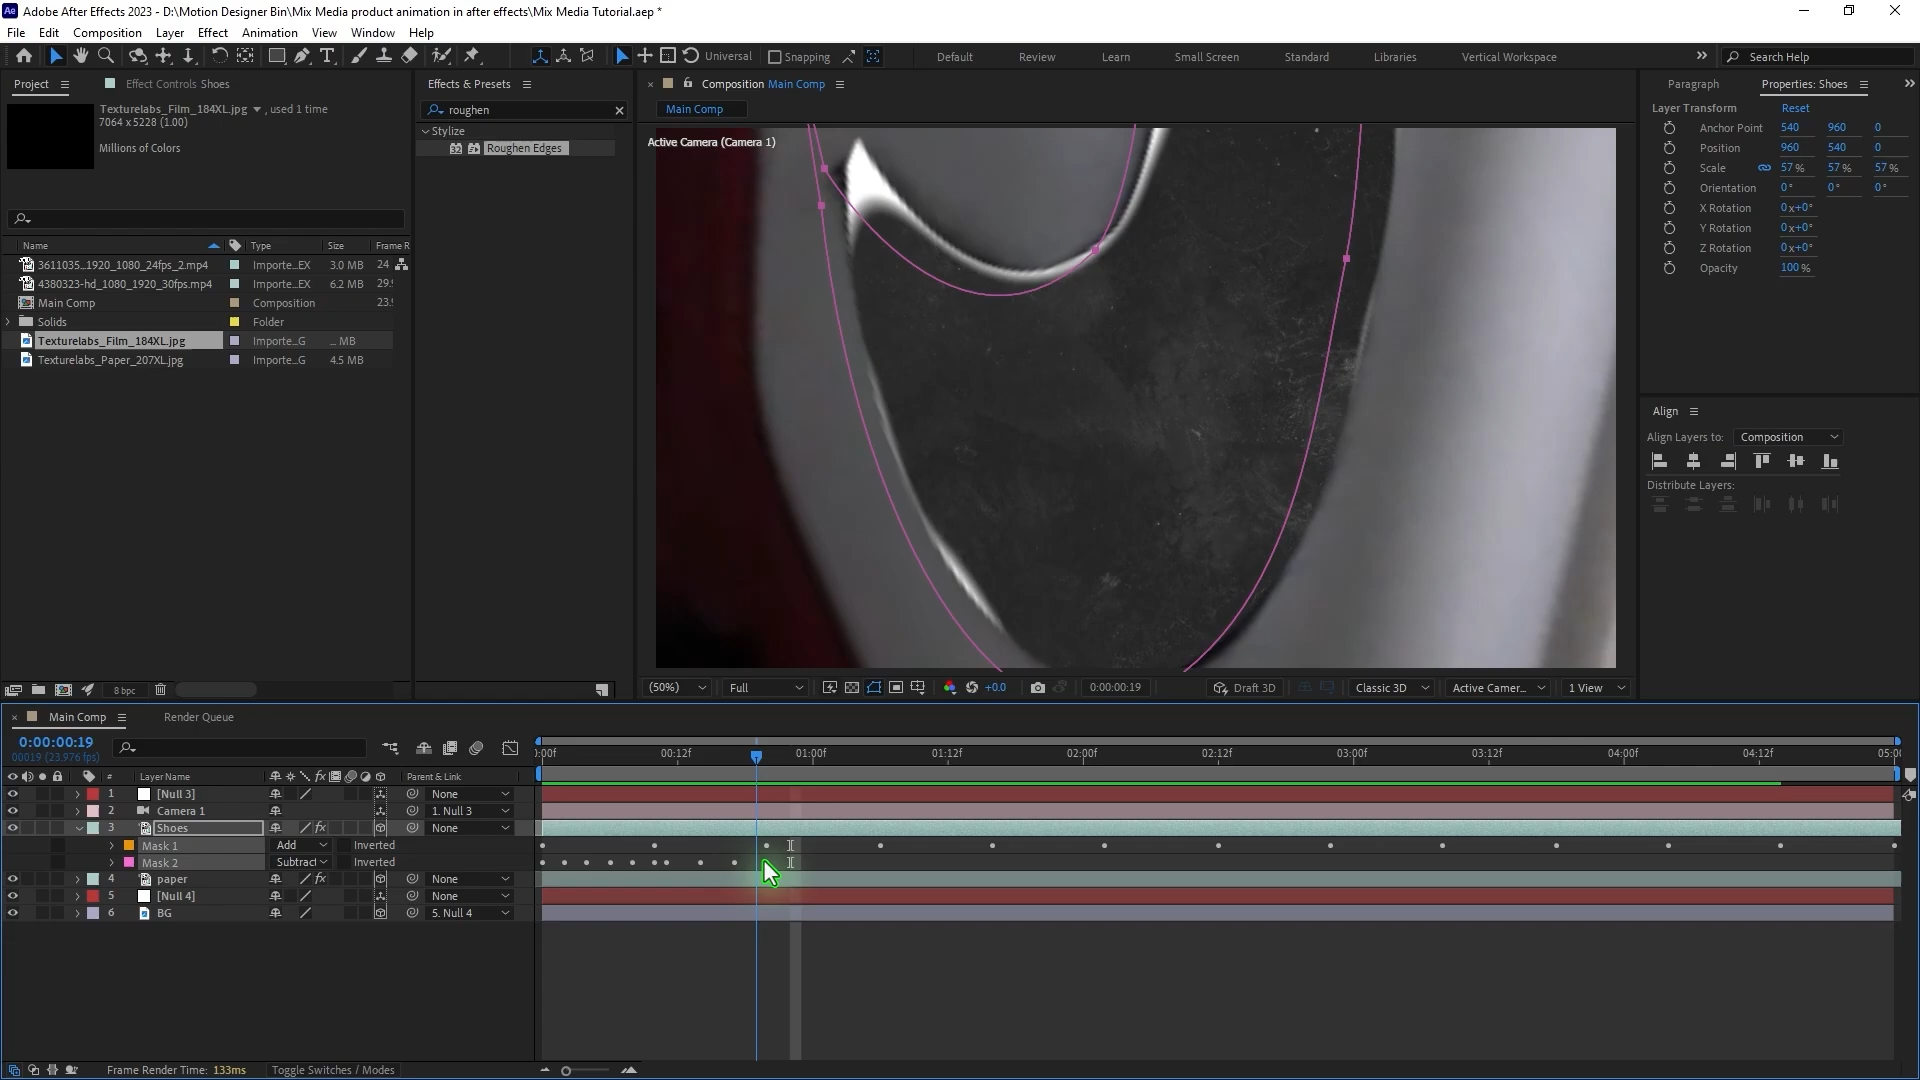 Adobe After Effects 2023 - D:\Motion Designer Bin\Mix Media product animation in after effects\Mix Media Tutorial.aep *
File Edit Composition Layer Effect Animation View Window Help
Universal Snapping Default Review Learn Small Screen Standard Libraries Vertical Workspace Search Help
Project Effect Controls Shoes
Texturelabs_Film_184XL.jpg , used 1 time
7064 x 5228 (1.00)
Millions of Colors
Name Type Size Frame R
3611035..1920_1080_24fps_2.mp4 Importe...EX 3.0 MB 24
4380323-hd_1080_1920_30fps.mp4 Importe...EX 6.2 MB 29.
Main Comp Composition 23.
Solids Folder
Texturelabs_Film_184XL.jpg Importe...G ... MB
Texturelabs_Paper_207XL.jpg Importe...G 4.5 MB
8 bpc
Effects & Presets
roughen
Stylize
32 Roughen Edges
Composition Main Comp
Main Comp
Active Camera (Camera 1)
(50%) Full +0.0 0:00:00:19 Draft 3D Classic 3D Active Camer... 1 View
Paragraph Properties: Shoes
Layer Transform Reset
Anchor Point 540 960 0
Position 960 540 0
Scale 57 % 57 % 57 %
Orientation 0° 0° 0°
X Rotation 0x+0°
Y Rotation 0x+0°
Z Rotation 0x+0°
Opacity 100 %
Align
Align Layers to: Composition
Distribute Layers:
Main Comp Render Queue
0:00:00:19
00019 (23.976 fps)
):00f 00:12f 01:00f 01:12f 02:00f 02:12f 03:00f 03:12f 04:00f 04:12f 05:00
# Layer Name fx Parent & Link
1 [Null 3] None
2 Camera 1 1. Null 3
3 Shoes fx None
Mask 1 Add Inverted
Mask 2 Subtract Inverted
4 paper fx None
5 [Null 4] None
6 BG 5. Null 4
Frame Render Time: 133ms Toggle Switches / Modes